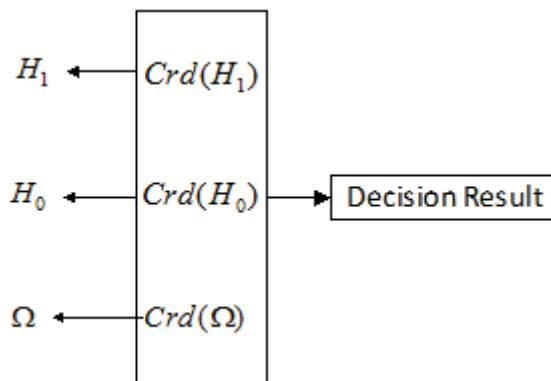 H₁ Crd(H₁)
H₀ Crd(H₀) Decision Result
Ω Crd(Ω)